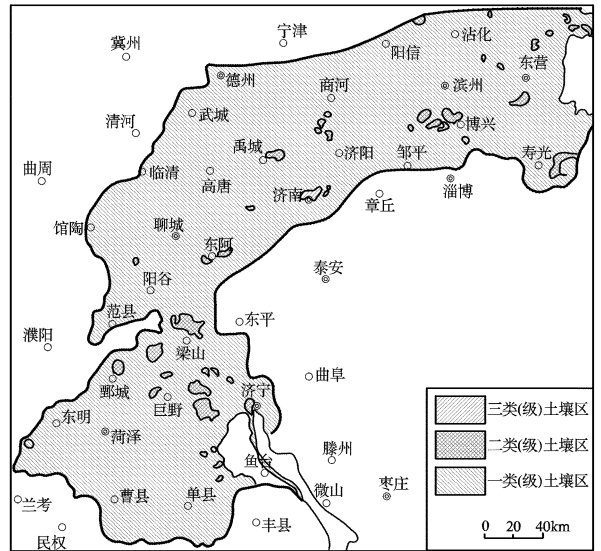 冀州
宁津
沾化
阳信
东营
德州
商河
滨州
武城
博兴
清河
禹城
济阳
邹平
寿光
曲周
临清
高唐
淄博
济南
章丘
馆陶
聊城
东阿
泰安
阳谷
范县
东平
濮阳
梁山
曲阜
鄄城
巨野
济宁
东明
菏泽
鱼台
滕州
兰考
曹县
单县
微山
枣庄
民权
丰县
三类(级)土壤区
二类(级)土壤区
一类(级)土壤区
0 20 40km